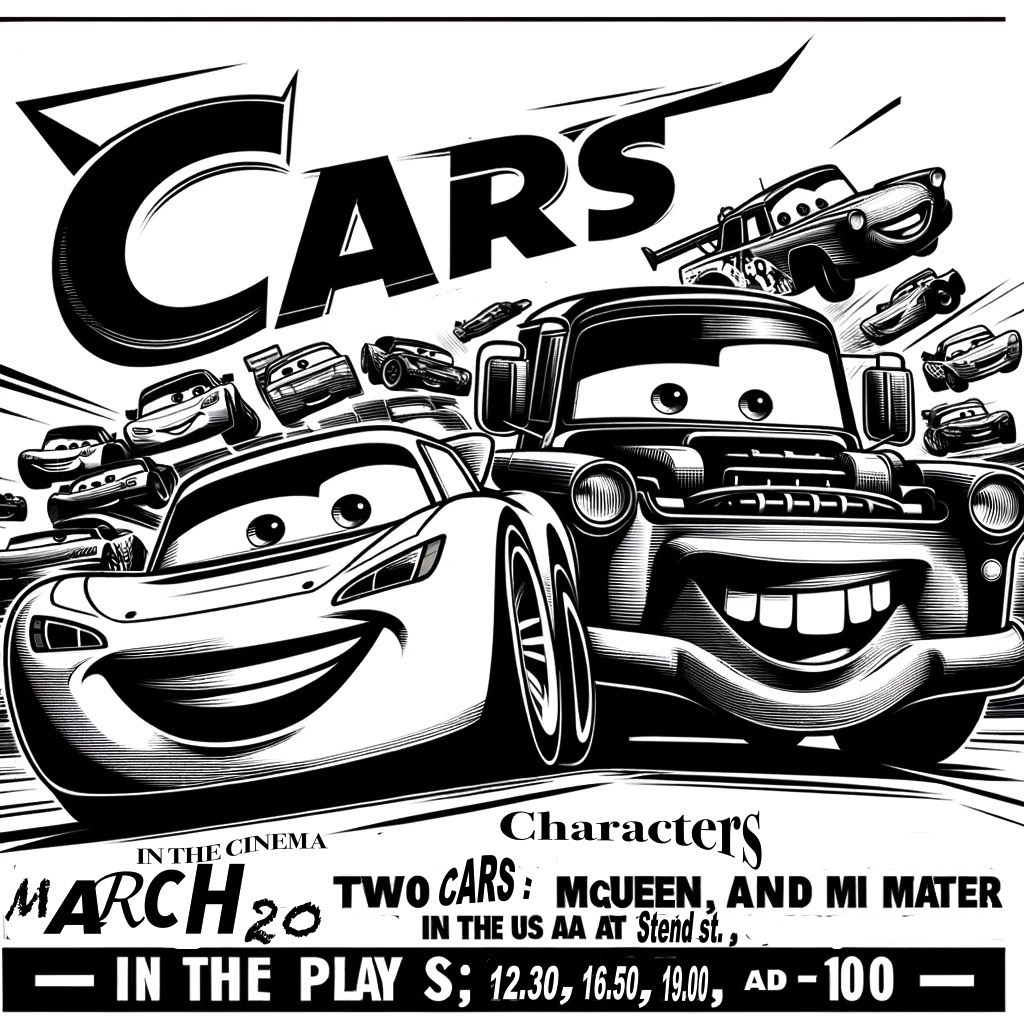 CARS
Characters
IN THE CINEMA
MARCH 20
TWO CARS: McUEEN, AND MI MATER
IN THE US AA AT Stend st.,
— IN THE PLAY S; 12.30, 16.50, 19.00, AD -100 —